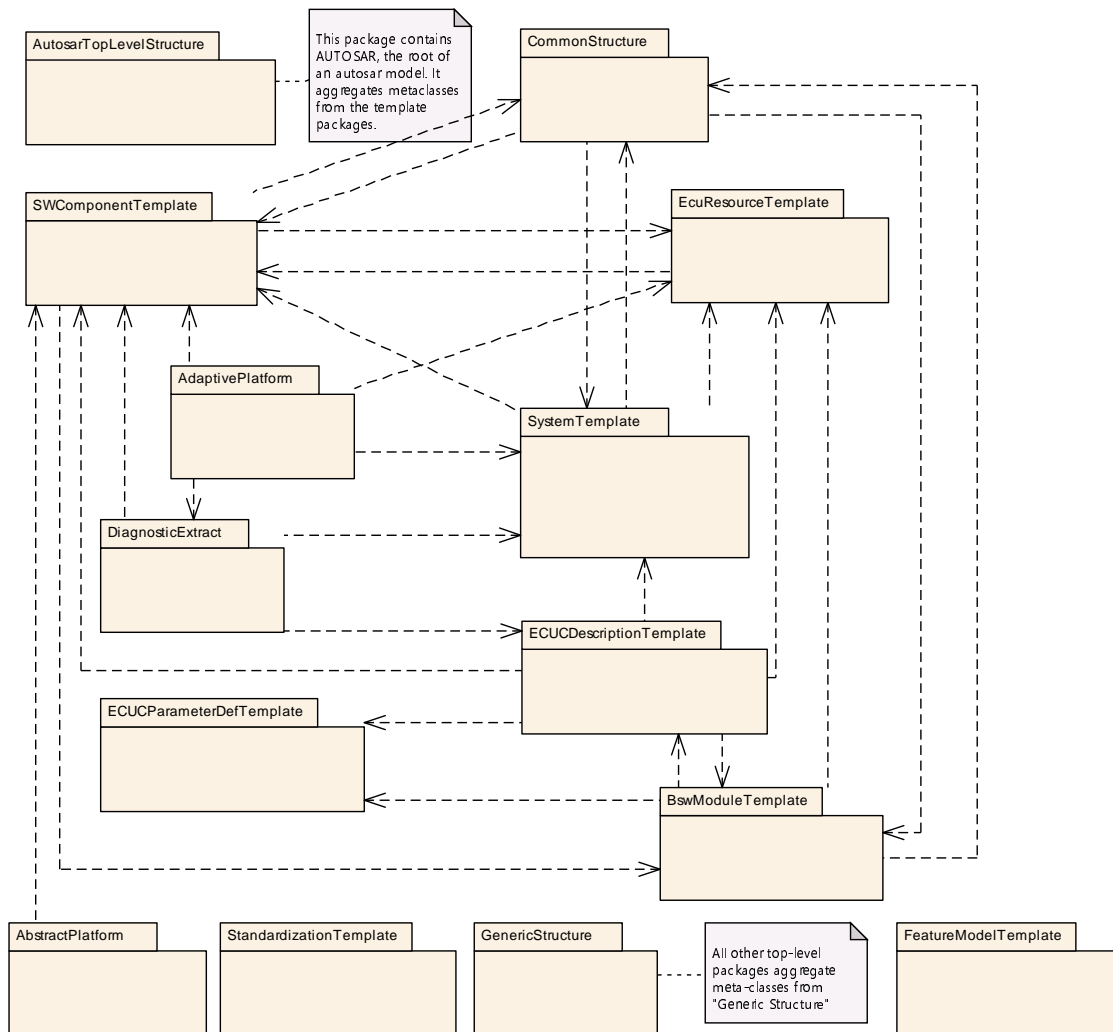 AutosarTopLevelStructure
This package contains
AUTOSAR, the root of
an autosar model. It
aggregates metaclasses
from the template
packages.
CommonStructure
SWComponentTemplate
EcuResourceTemplate
AdaptivePlatform
SystemTemplate
DiagnosticExtract
ECUCDescriptionTemplate
ECUCParameterDefTemplate
BswModuleTemplate
AbstractPlatform
StandardizationTemplate
GenericStructure
All other top-level
packages aggregate
meta-classes from
"Generic Structure"
FeatureModelTemplate